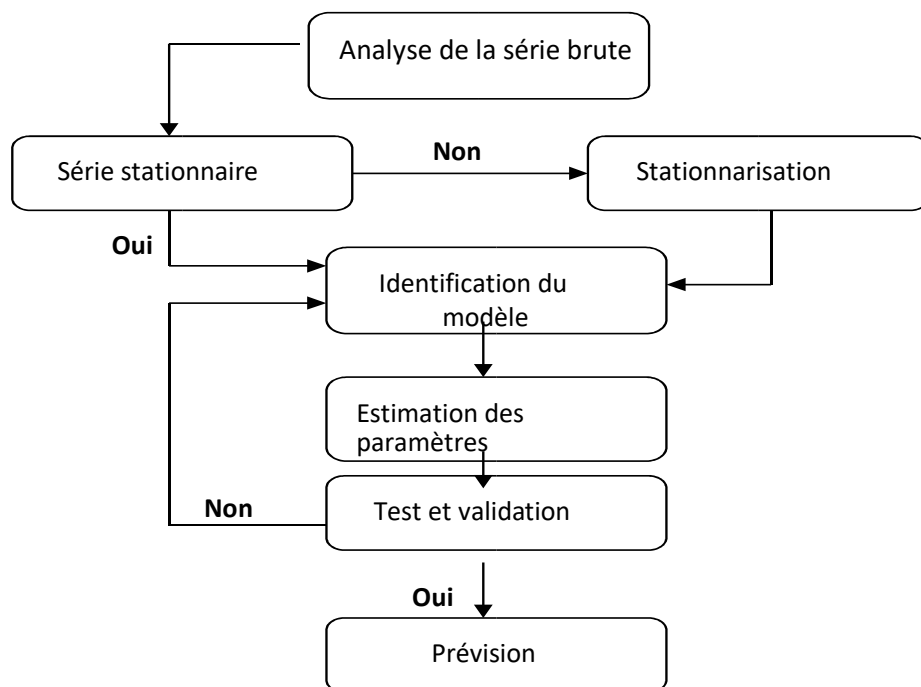 Analyse de la série brute
Non
Série stationnaire
Stationnarisation
Oui
Identification du
modèle
Estimation des
paramètres
Non
Test et validation
Oui
Prévision